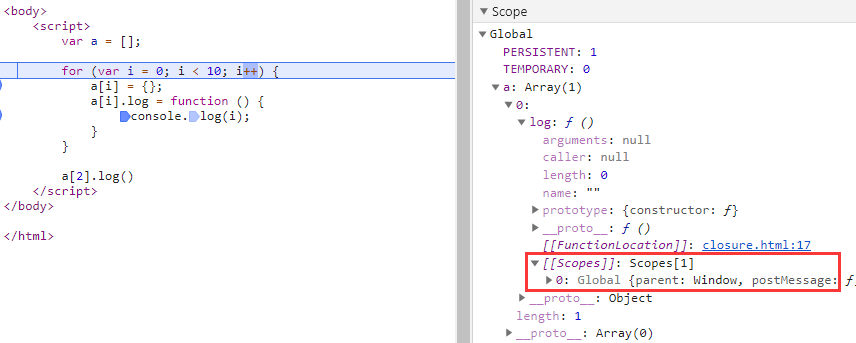 <body>
<script>
var a = [];
for (var i = 0; i < 10; i++) {
a[i] = {};
a[i].log = function () {
console.log(i);
}
}
a[2].log()
</script>
</body>
</html>
Scope
Global
PERSISTENT: 1
TEMPORARY: 0
a: Array(1)
0:
log: ƒ ()
arguments: null
caller: null
length: 0
name: ""
prototype: {constructor: ƒ}
__proto__: ƒ ()
[[FunctionLocation]]: closure.html:17
[[Scopes]]: Scopes[1]
0: Global {parent: Window, postMessage: ƒ
__proto__: Object
length: 1
__proto__: Array(0)